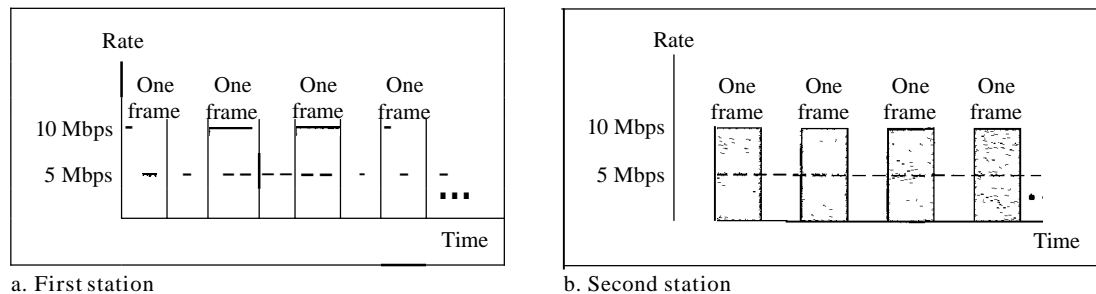 Rate
One One One One
frame frame frame frame
10 Mbps
5 Mbps
Time
a. First station
Rate
One One One One
frame frame frame frame
10 Mbps
5 Mbps
Time
b. Second station